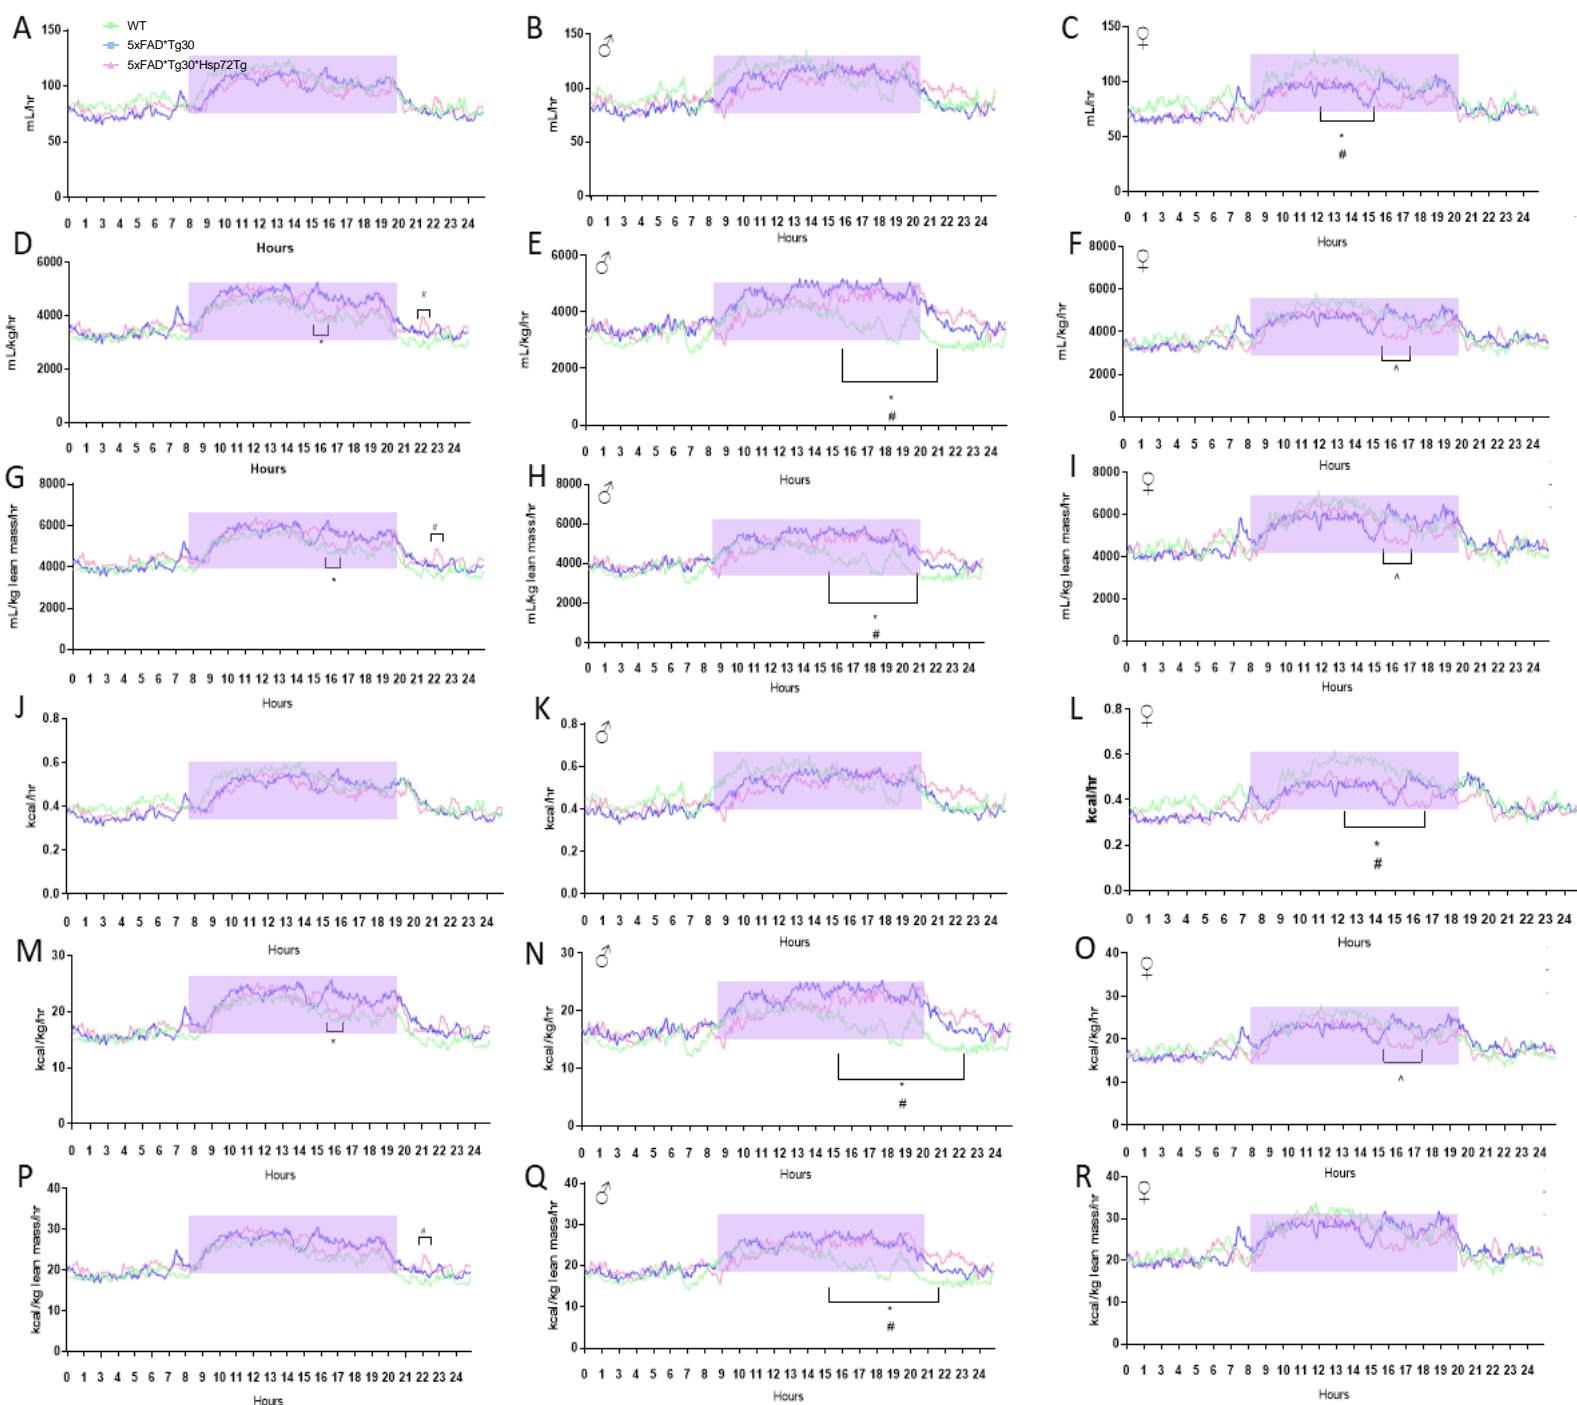 A
WT
5xFAD*Tg30
5xFAD*Tg30*Hsp72Tg
150
100
50
0
mL/hr
0 1 3 4 5 6 7 8 9 10 11 12 13 14 15 16 17 18 19 20 21 22 23 24
Hours
B
♂
150
100
50
0
mL/hr
0 1 3 4 5 6 7 8 9 10 11 12 13 14 15 16 17 18 19 20 21 22 23 24
Hours
C
♀
150
100
50
0
mL/hr
*
#
0 1 3 4 5 6 7 8 9 10 11 12 13 14 15 16 17 18 19 20 21 22 23 24
Hours
D
6000
4000
2000
0
m/kg/hr
#
*
0 1 3 4 5 6 7 8 9 10 11 12 13 14 15 16 17 18 19 20 21 22 23 24
Hours
E
♂
6000
4000
2000
0
mL/kg/hr
*
#
0 1 3 4 5 6 7 8 9 10 11 12 13 14 15 16 17 18 19 20 21 22 23 24
Hours
F
♀
8000
6000
4000
2000
0
mL/kg/hr
^
0 1 3 4 5 6 7 8 9 10 11 12 13 14 15 16 17 18 19 20 21 22 23 24
Hours
G
8000
6000
4000
2000
0
mL/kg lean mass/hr
#
*
0 1 3 4 5 6 7 8 9 10 11 12 13 14 15 16 17 18 19 20 21 22 23 24
Hours
H
♂
8000
6000
4000
2000
0
mL/kg lean mass/hr
*
#
0 1 3 4 5 6 7 8 9 10 11 12 13 14 15 16 17 18 19 20 21 22 23 24
Hours
I
♀
8000
6000
4000
2000
0
mL/kg lean mass/hr
^
0 1 3 4 5 6 7 8 9 10 11 12 13 14 15 16 17 18 19 20 21 22 23 24
Hours
J
0.8
0.6
0.4
0.2
0.0
kcal/hr
0 1 3 4 5 6 7 8 9 10 11 12 13 14 15 16 17 18 19 20 21 22 23 24
Hours
K
♂
0.8
0.6
0.4
0.2
0.0
kcal/hr
0 1 3 4 5 6 7 8 9 10 11 12 13 14 15 16 17 18 19 20 21 22 23 24
Hours
L
♀
0.8
0.6
0.4
0.2
0.0
kcal/hr
*
#
0 1 3 4 5 6 7 8 9 10 11 12 13 14 15 16 17 18 19 20 21 22 23 24
Hours
M
30
20
10
0
kcal/kg/hr
*
0 1 3 4 5 6 7 8 9 10 11 12 13 14 15 16 17 18 19 20 21 22 23 24
Hours
N
♂
30
20
10
0
kcal/kg/hr
*
#
0 1 3 4 5 6 7 8 9 10 11 12 13 14 15 16 17 18 19 20 21 22 23 24
Hours
O
♀
40
30
20
10
0
kcal/kg/hr
^
0 1 3 4 5 6 7 8 9 10 11 12 13 14 15 16 17 18 19 20 21 22 23 24
Hours
P
40
30
20
10
0
kcal/kg lean mass/hr
#
0 1 3 4 5 6 7 8 9 10 11 12 13 14 15 16 17 18 19 20 21 22 23 24
Hours
Q
♂
40
30
20
10
0
kcal/kg lean mass/hr
*
#
0 1 3 4 5 6 7 8 9 10 11 12 13 14 15 16 17 18 19 20 21 22 23 24
Hours
R
♀
40
30
20
10
0
kcal/kg lean mass/hr
0 1 3 4 5 6 7 8 9 10 11 12 13 14 15 16 17 18 19 20 21 22 23 24
Hours